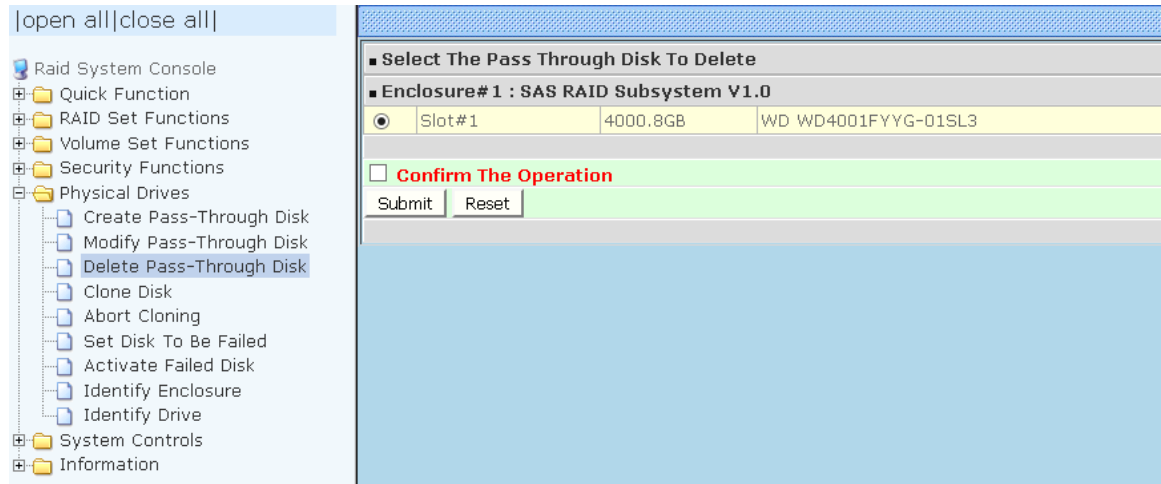 |open all|close all|
Raid System Console
Quick Function
RAID Set Functions
Volume Set Functions
Security Functions
Physical Drives
Create Pass-Through Disk
Modify Pass-Through Disk
Delete Pass-Through Disk
Clone Disk
Abort Cloning
Set Disk To Be Failed
Activate Failed Disk
Identify Enclosure
Identify Drive
System Controls
Information
Select The Pass Through Disk To Delete
Enclosure#1 : SAS RAID Subsystem V1.0
Slot#1 4000.8GB WD WD4001FYYG-01SL3
Confirm The Operation
Submit Reset